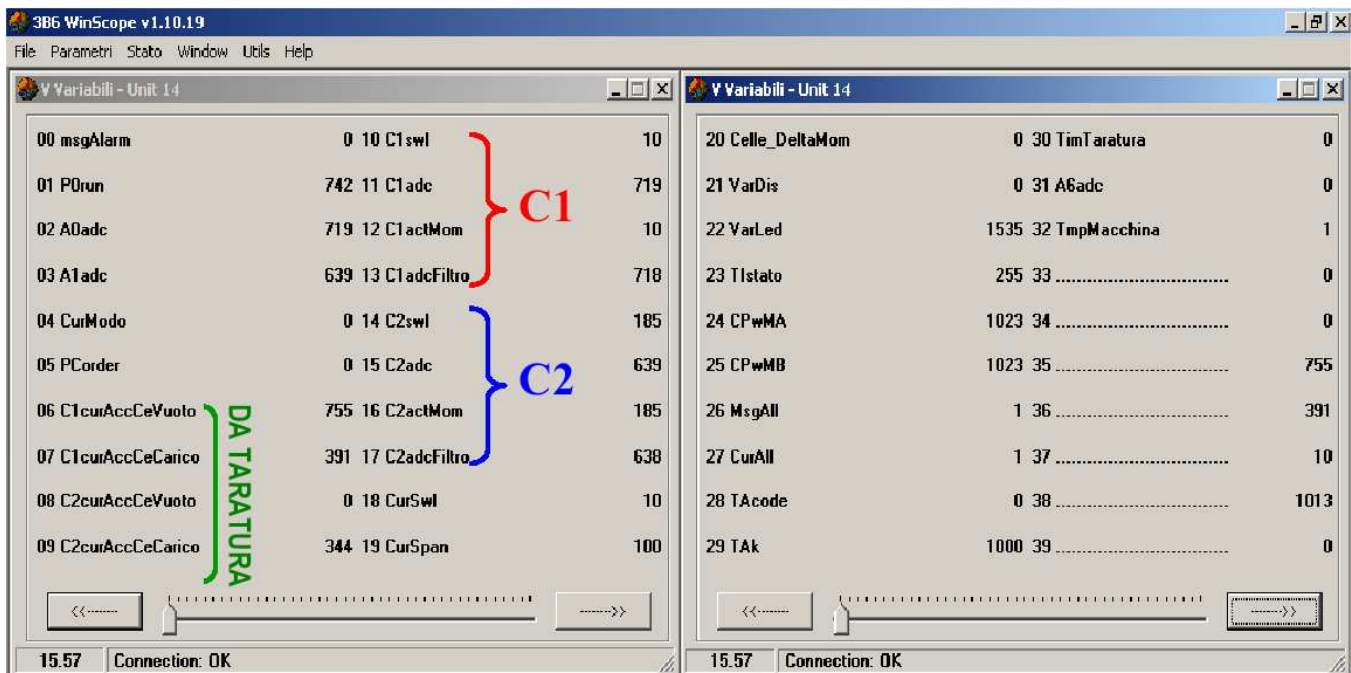 3B6 WinScope v1.10.19
File Parametri Stato Window Utils Help
V Variabili - Unit 14
00 msgAlarm 0 10 C1swl 10
01 P0run 742 11 C1adc 719
02 A0adc 719 12 C1actMom 10
03 A1adc 639 13 C1adcFiltro 718
C1
04 CurModo 0 14 C2swl 185
05 PCorder 0 15 C2adc 639
06 C1curAccCeVuoto 755 16 C2actMom 185
07 C1curAccCeCarico 391 17 C2adcFiltro 638
C2
08 C2curAccCeVuoto 0 18 CurSwl 10
09 C2curAccCeCarico 344 19 CurSpan 100
DA TARATURA
<<------- ------->>
15.57 Connection: OK
V Variabili - Unit 14
20 Celle_DeltaMom 0 30 TimTaratura 0
21 VarDis 0 31 A6adc 0
22 VarLed 1535 32 TmpMacchina 1
23 TIstato 255 33 ................................ 0
24 CPwMA 1023 34 ................................ 0
25 CPwMB 1023 35 ................................ 755
26 MsgAll 1 36 ................................ 391
27 CurAll 1 37 ................................ 10
28 TAcode 0 38 ................................ 1013
29 TAk 1000 39 ................................ 0
<<------- ------->>
15.57 Connection: OK